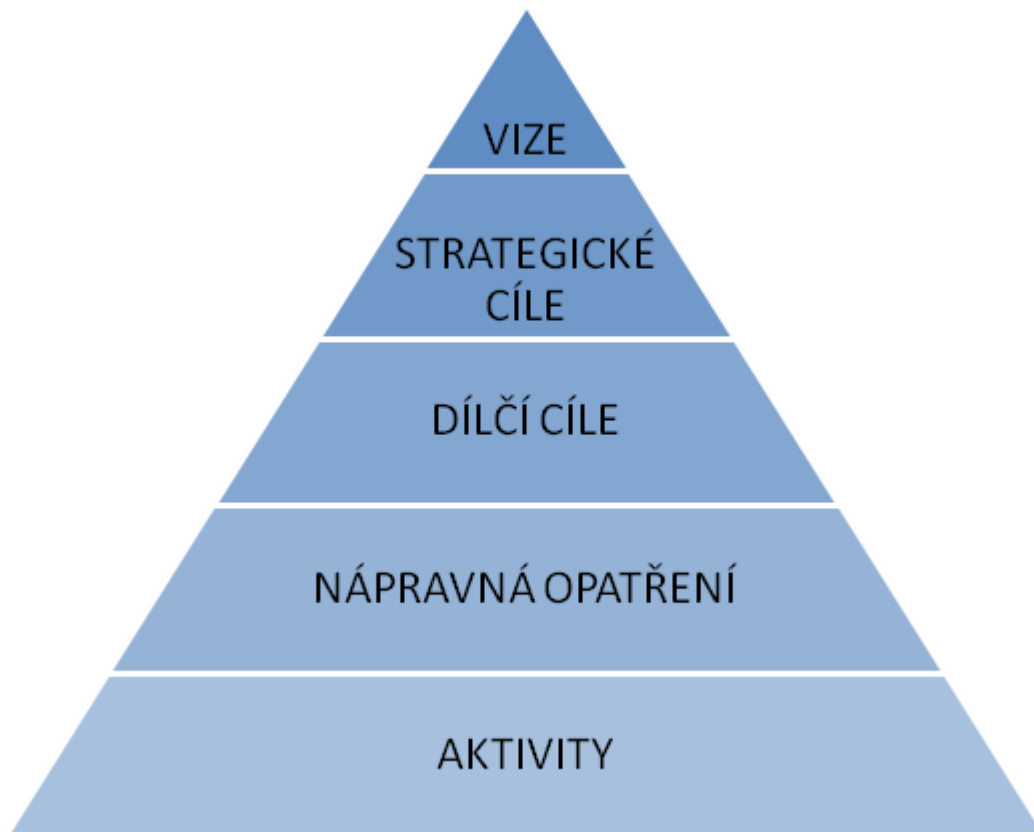 VIZE
STRATEGICKÉ
CÍLE
DÍLČÍ CÍLE
NÁPRAVNÁ OPATŘENÍ
AKTIVITY